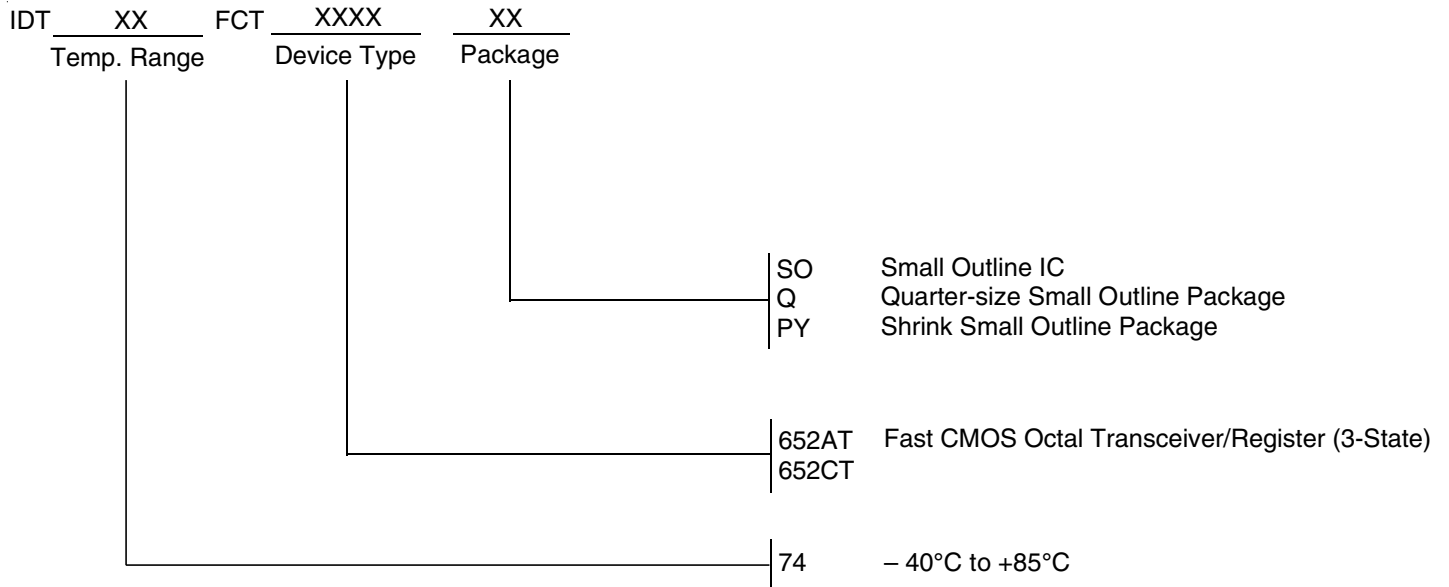 IDT XX FCT XXXX XX
Temp. Range Device Type Package
SO Small Outline IC
Q Quarter-size Small Outline Package
PY Shrink Small Outline Package
652AT Fast CMOS Octal Transceiver/Register (3-State)
652CT
74 – 40°C to +85°C